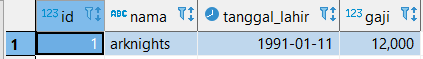 123 id ABC nama tanggal_lahir 123 gaji
1 1 arknights 1991-01-11 12,000